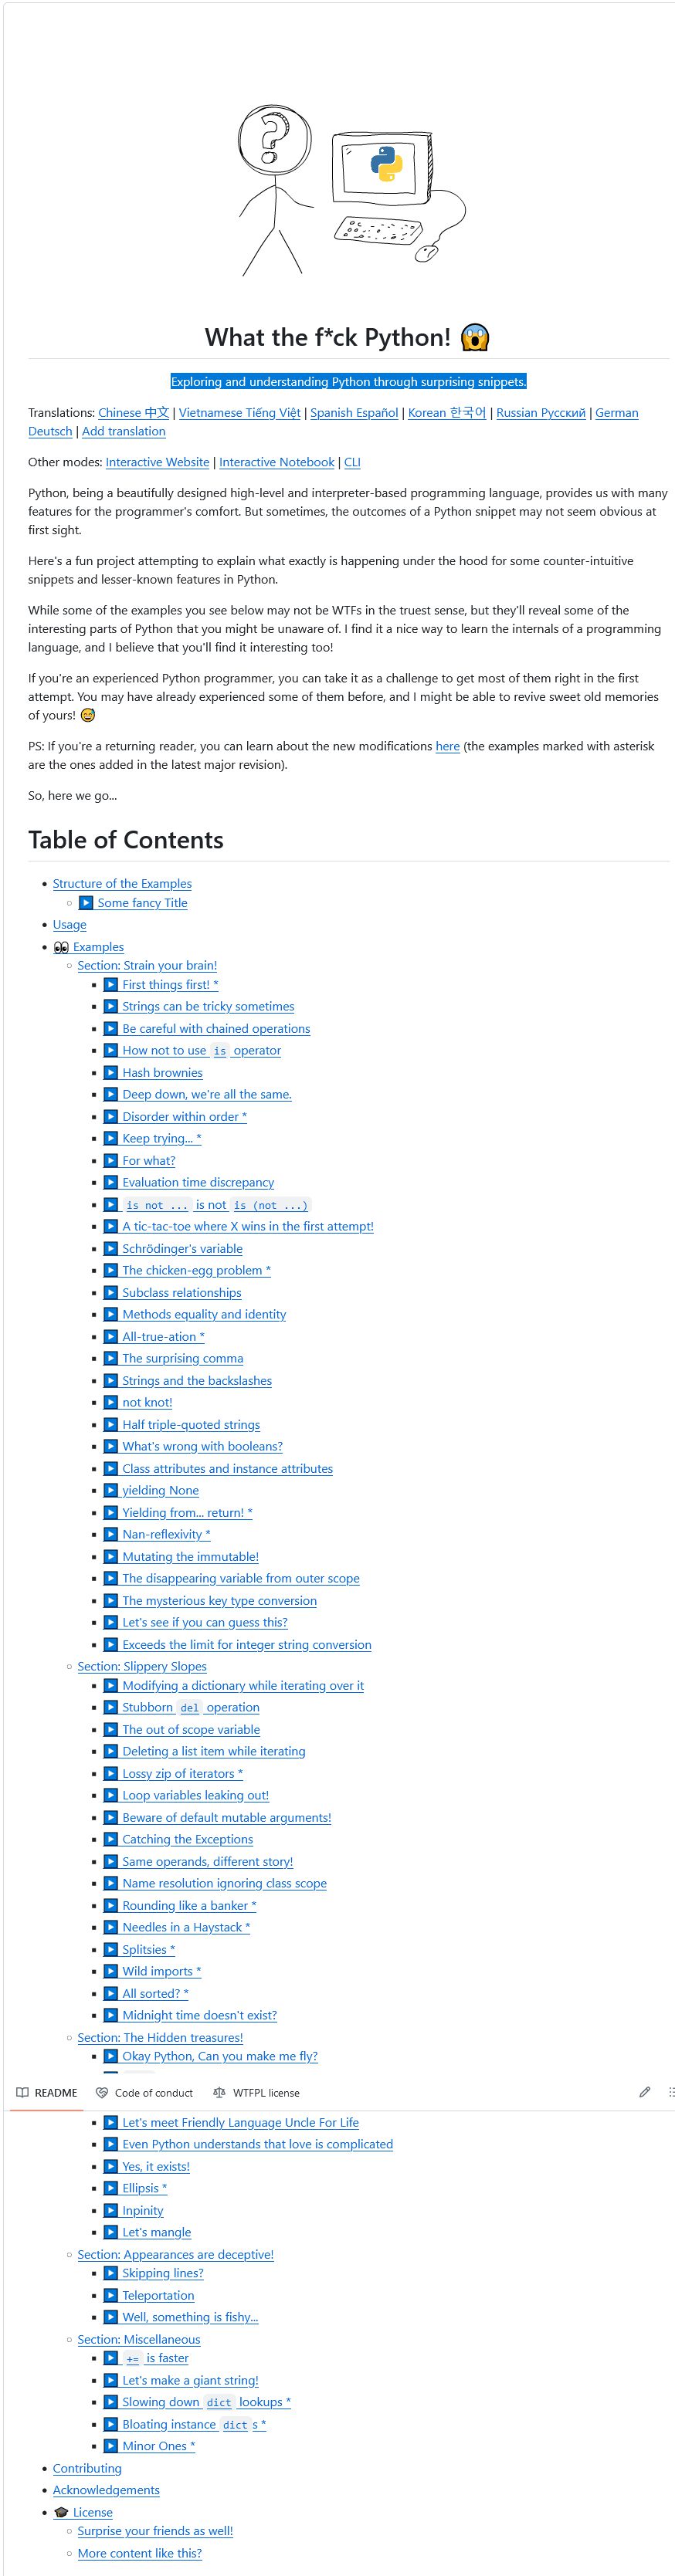 ?
What the f*ck Python! 😱
Exploring and understanding Python through surprising snippets.
Translations: Chinese 中文 | Vietnamese Tiếng Việt | Spanish Español | Korean 한국어 | Russian Русский | German
Deutsch | Add translation
Other modes: Interactive Website | Interactive Notebook | CLI
Python, being a beautifully designed high-level and interpreter-based programming language, provides us with many
features for the programmer's comfort. But sometimes, the outcomes of a Python snippet may not seem obvious at
first sight.
Here's a fun project attempting to explain what exactly is happening under the hood for some counter-intuitive
snippets and lesser-known features in Python.
While some of the examples you see below may not be WTFs in the truest sense, but they'll reveal some of the
interesting parts of Python that you might be unaware of. I find it a nice way to learn the internals of a programming
language, and I believe that you'll find it interesting too!
If you're an experienced Python programmer, you can take it as a challenge to get most of them right in the first
attempt. You may have already experienced some of them before, and I might be able to revive sweet old memories
of yours! 😅
PS: If you're a returning reader, you can learn about the new modifications here (the examples marked with asterisk
are the ones added in the latest major revision).
So, here we go...
Table of Contents
• Structure of the Examples
◦ ▶ Some fancy Title
• Usage
• 👀 Examples
◦ Section: Strain your brain!
▪ ▶ First things first! *
▪ ▶ Strings can be tricky sometimes
▪ ▶ Be careful with chained operations
▪ ▶ How not to use is operator
▪ ▶ Hash brownies
▪ ▶ Deep down, we're all the same.
▪ ▶ Disorder within order *
▪ ▶ Keep trying... *
▪ ▶ For what?
▪ ▶ Evaluation time discrepancy
▪ ▶ is not ... is not is (not ...)
▪ ▶ A tic-tac-toe where X wins in the first attempt!
▪ ▶ Schrödinger's variable
▪ ▶ The chicken-egg problem *
▪ ▶ Subclass relationships
▪ ▶ Methods equality and identity
▪ ▶ All-true-ation *
▪ ▶ The surprising comma
▪ ▶ Strings and the backslashes
▪ ▶ not knot!
▪ ▶ Half triple-quoted strings
▪ ▶ What's wrong with booleans?
▪ ▶ Class attributes and instance attributes
▪ ▶ yielding None
▪ ▶ Yielding from... return! *
▪ ▶ Nan-reflexivity *
▪ ▶ Mutating the immutable!
▪ ▶ The disappearing variable from outer scope
▪ ▶ The mysterious key type conversion
▪ ▶ Let's see if you can guess this?
▪ ▶ Exceeds the limit for integer string conversion
◦ Section: Slippery Slopes
▪ ▶ Modifying a dictionary while iterating over it
▪ ▶ Stubborn del operation
▪ ▶ The out of scope variable
▪ ▶ Deleting a list item while iterating
▪ ▶ Lossy zip of iterators *
▪ ▶ Loop variables leaking out!
▪ ▶ Beware of default mutable arguments!
▪ ▶ Catching the Exceptions
▪ ▶ Same operands, different story!
▪ ▶ Name resolution ignoring class scope
▪ ▶ Rounding like a banker *
▪ ▶ Needles in a Haystack *
▪ ▶ Splitsies *
▪ ▶ Wild imports *
▪ ▶ All sorted? *
▪ ▶ Midnight time doesn't exist?
◦ Section: The Hidden treasures!
▪ ▶ Okay Python, Can you make me fly?
README Code of conduct WTFPL license
▪ ▶ Let's meet Friendly Language Uncle For Life
▪ ▶ Even Python understands that love is complicated
▪ ▶ Yes, it exists!
▪ ▶ Ellipsis *
▪ ▶ Inpinity
▪ ▶ Let's mangle
◦ Section: Appearances are deceptive!
▪ ▶ Skipping lines?
▪ ▶ Teleportation
▪ ▶ Well, something is fishy...
◦ Section: Miscellaneous
▪ ▶ += is faster
▪ ▶ Let's make a giant string!
▪ ▶ Slowing down dict lookups *
▪ ▶ Bloating instance dict s *
▪ ▶ Minor Ones *
• Contributing
• Acknowledgements
• 🎓 License
◦ Surprise your friends as well!
◦ More content like this?